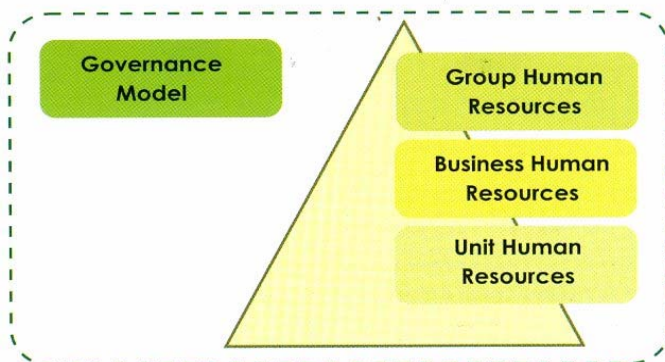 Governance
Model
Group Human
Resources
Business Human
Resources
Unit Human
Resources